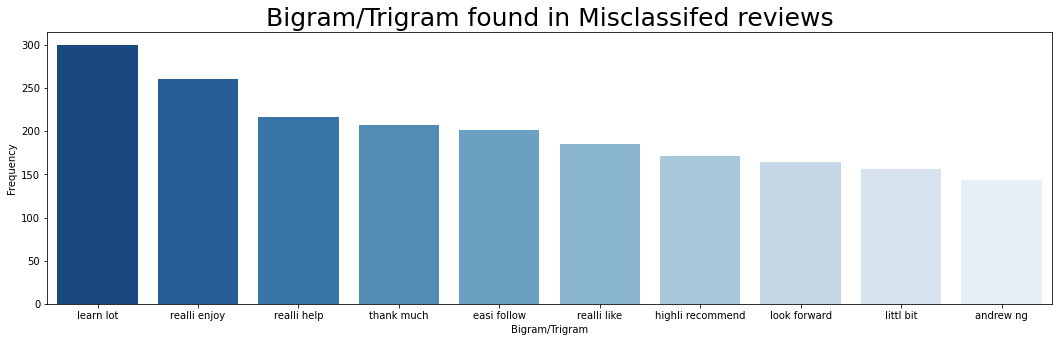 Bigram/Trigram found in Misclassifed reviews
300
250
200
150
100
50
0
Frequency
learn lot realli enjoy realli help thank much easi follow realli like highli recommend look forward littl bit andrew ng
Bigram/Trigram